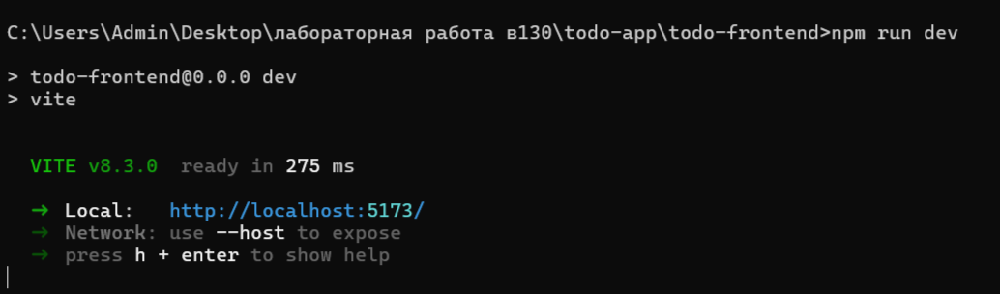 C:\Users\Admin\Desktop\лабораторная работа в130\todo-app\todo-frontend>npm run dev
> todo-frontend@0.0.0 dev
> vite
VITE v8.3.0  ready in 275 ms
➜  Local:   http://localhost:5173/
➜  Network: use --host to expose
➜  press h + enter to show help